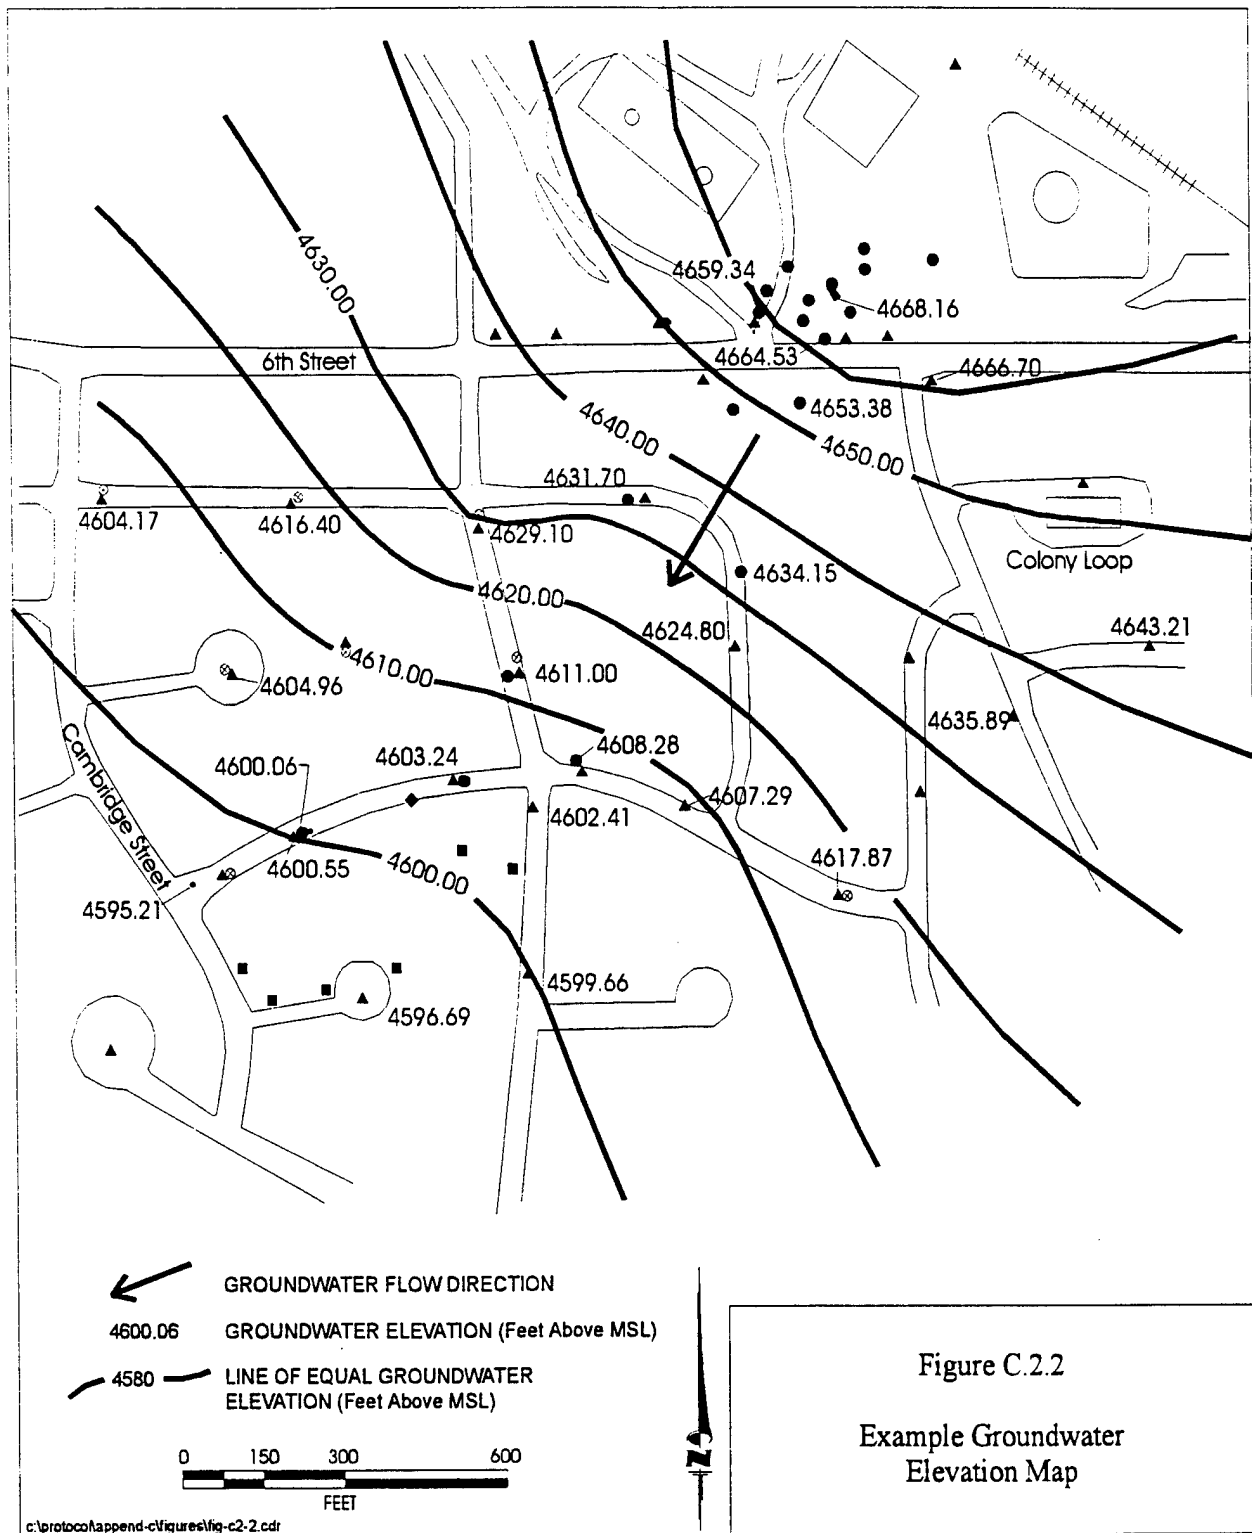 4630.00
4659.34
4668.16
6th Street
4664.53
4666.70
4640.00
4653.38
4650.00
4631.70
4604.17
4616.40
4629.10
Colony Loop
4634.15
4620.00
4624.80
4643.21
4610.00
4611.00
4604.96
4635.89
Cambridge Street
4603.24
4608.28
4600.06
4607.29
4602.41
4617.87
4600.55
4600.00
4595.21
4599.66
4596.69
GROUNDWATER FLOW DIRECTION
4600.06 GROUNDWATER ELEVATION (Feet Above MSL)
4580 LINE OF EQUAL GROUNDWATER
ELEVATION (Feet Above MSL)
0 150 300 600
FEET
N
Figure C.2.2
Example Groundwater
Elevation Map
c:\protocol\append-c\figures\fig-c2-2.cdr